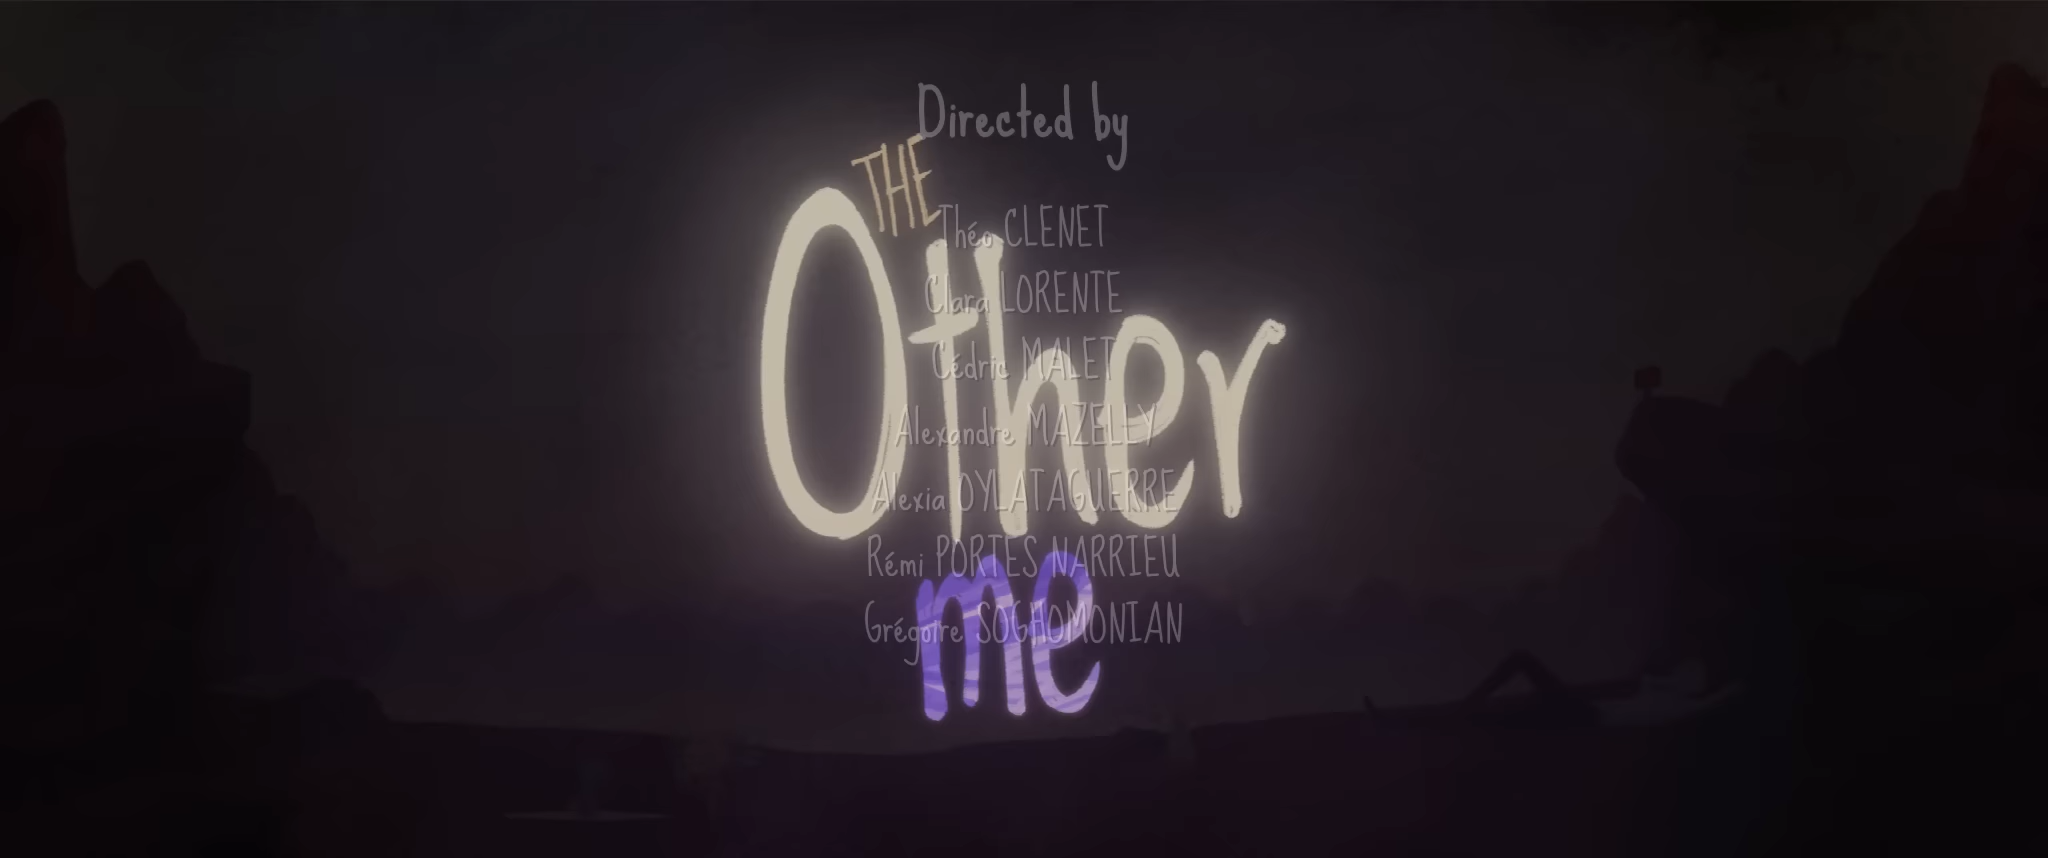 Directed by
THE
Other
me
Théo CLENET
Clara LORENTE
Cédric MALET
Alexandre MAZELLY
Alexia OYLATAGUERRE
Rémi PORTES NARRIEU
Grégoire SOGHOMONIAN